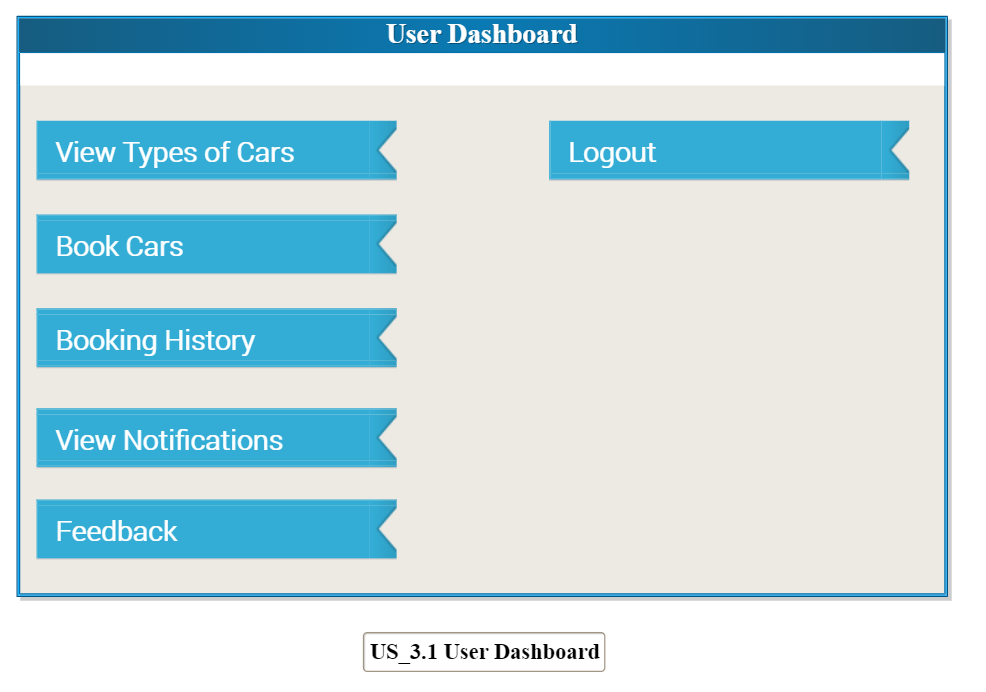 User Dashboard
View Types of Cars
Logout
Book Cars
Booking History
View Notifications
Feedback
US_3.1 User Dashboard